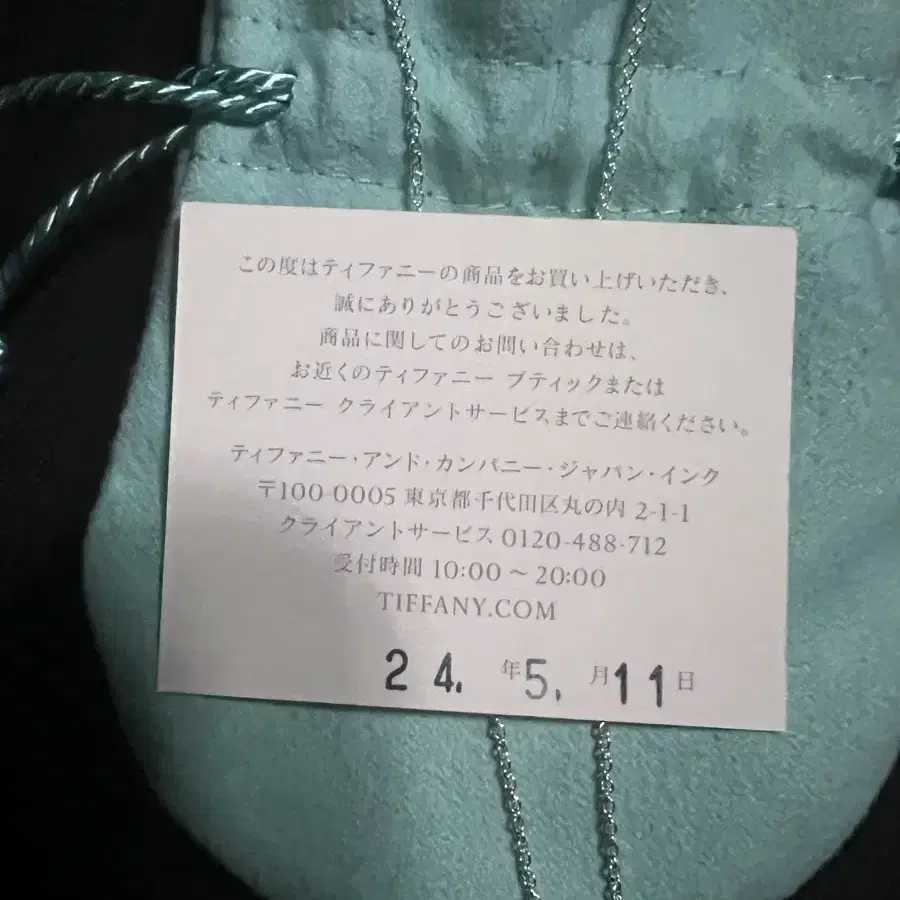 この度はティファニーの商品をお買い上げいただき、
誠にありがとうございました。
商品に関してのお問い合わせは、
お近くのティファニー ブティックまたは
ティファニー クライアントサービスまでご連絡ください。
ティファニー・アンド・カンパニー・ジャパン・インク
〒100-0005 東京都千代田区丸の内 2-1-1
クライアントサービス 0120-488-712
受付時間 10:00 ～ 20:00
TIFFANY.COM
24. 年 5. 月 11 日